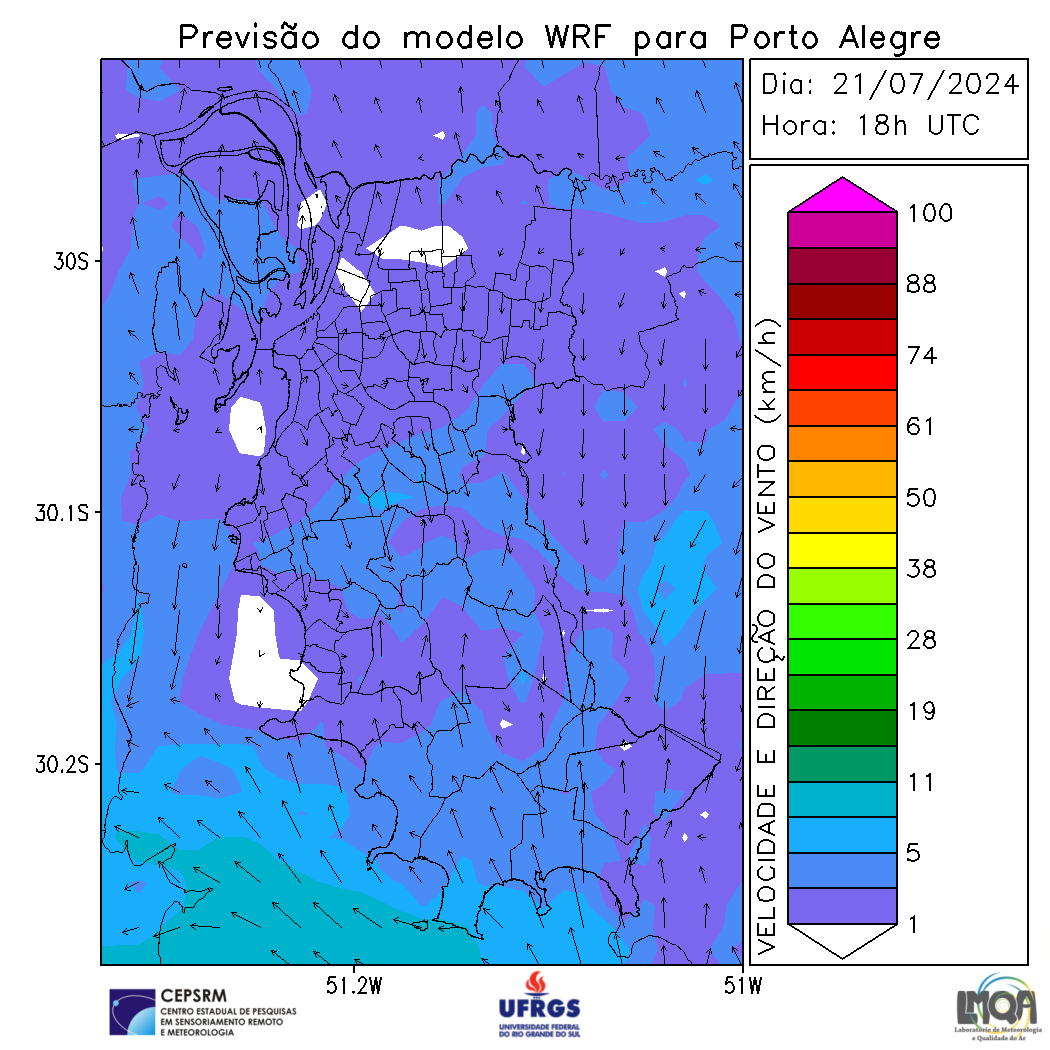 Previsão do modelo WRF para Porto Alegre
Dia: 21/07/2024
Hora: 18h UTC
30S
30.1S
30.2S
51.2W
51W
VELOCIDADE E DIREÇÃO DO VENTO (km/h)
100
88
74
61
50
38
28
19
11
5
1
CEPSRM
CENTRO ESTADUAL DE PESQUISAS
EM SENSORIAMENTO REMOTO
E METEOROLOGIA
UFRGS
UNIVERSIDADE FEDERAL
DO RIO GRANDE DO SUL
LMQA
Laboratório de Meteorologia
e Qualidade do Ar